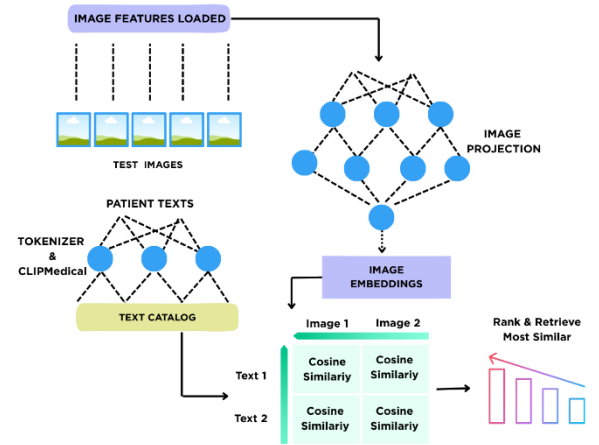 IMAGE FEATURES LOADED
TEST IMAGES
IMAGE
PROJECTION
PATIENT TEXTS
TOKENIZER
&
CLIPMedical
TEXT CATALOG
IMAGE
EMBEDDINGS
Image 1 Image 2
Text 1 Cosine Similariy Cosine Similariy
Text 2 Cosine Similariy Cosine Similariy
Rank & Retrieve
Most Similar